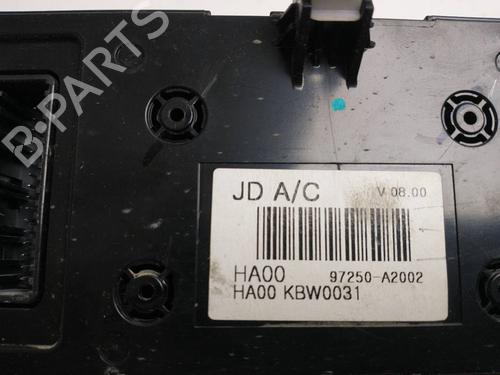 B-PARTS
JD A/C V 08.00
HA00 97250-A2002
HA00 KBW0031